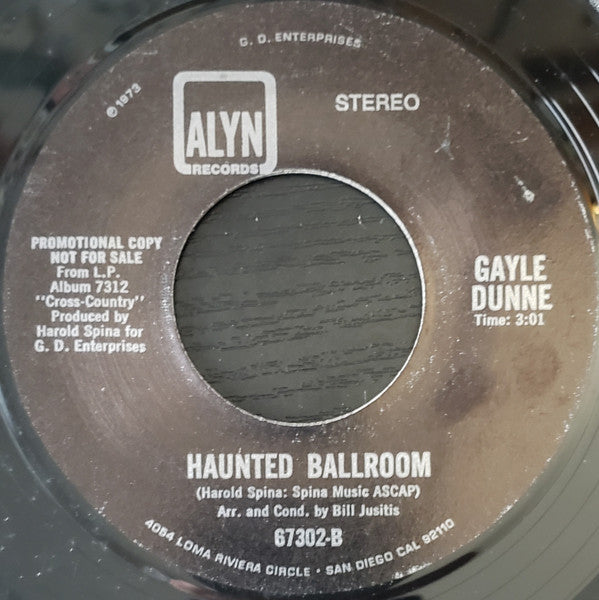 G. D. ENTERPRISES
℗1973
ALYN
RECORDS
STEREO
PROMOTIONAL COPY
NOT FOR SALE
From L.P.
Album 7312
"Cross-Country"
Produced by
Harold Spina for
G. D. Enterprises
GAYLE
DUNNE
Time: 3:01
HAUNTED BALLROOM
(Harold Spina: Spina Music ASCAP)
Arr. and Cond. by Bill Jusitis
67302-B
4084 LOMA RIVIERA CIRCLE • SAN DIEGO CAL 92110